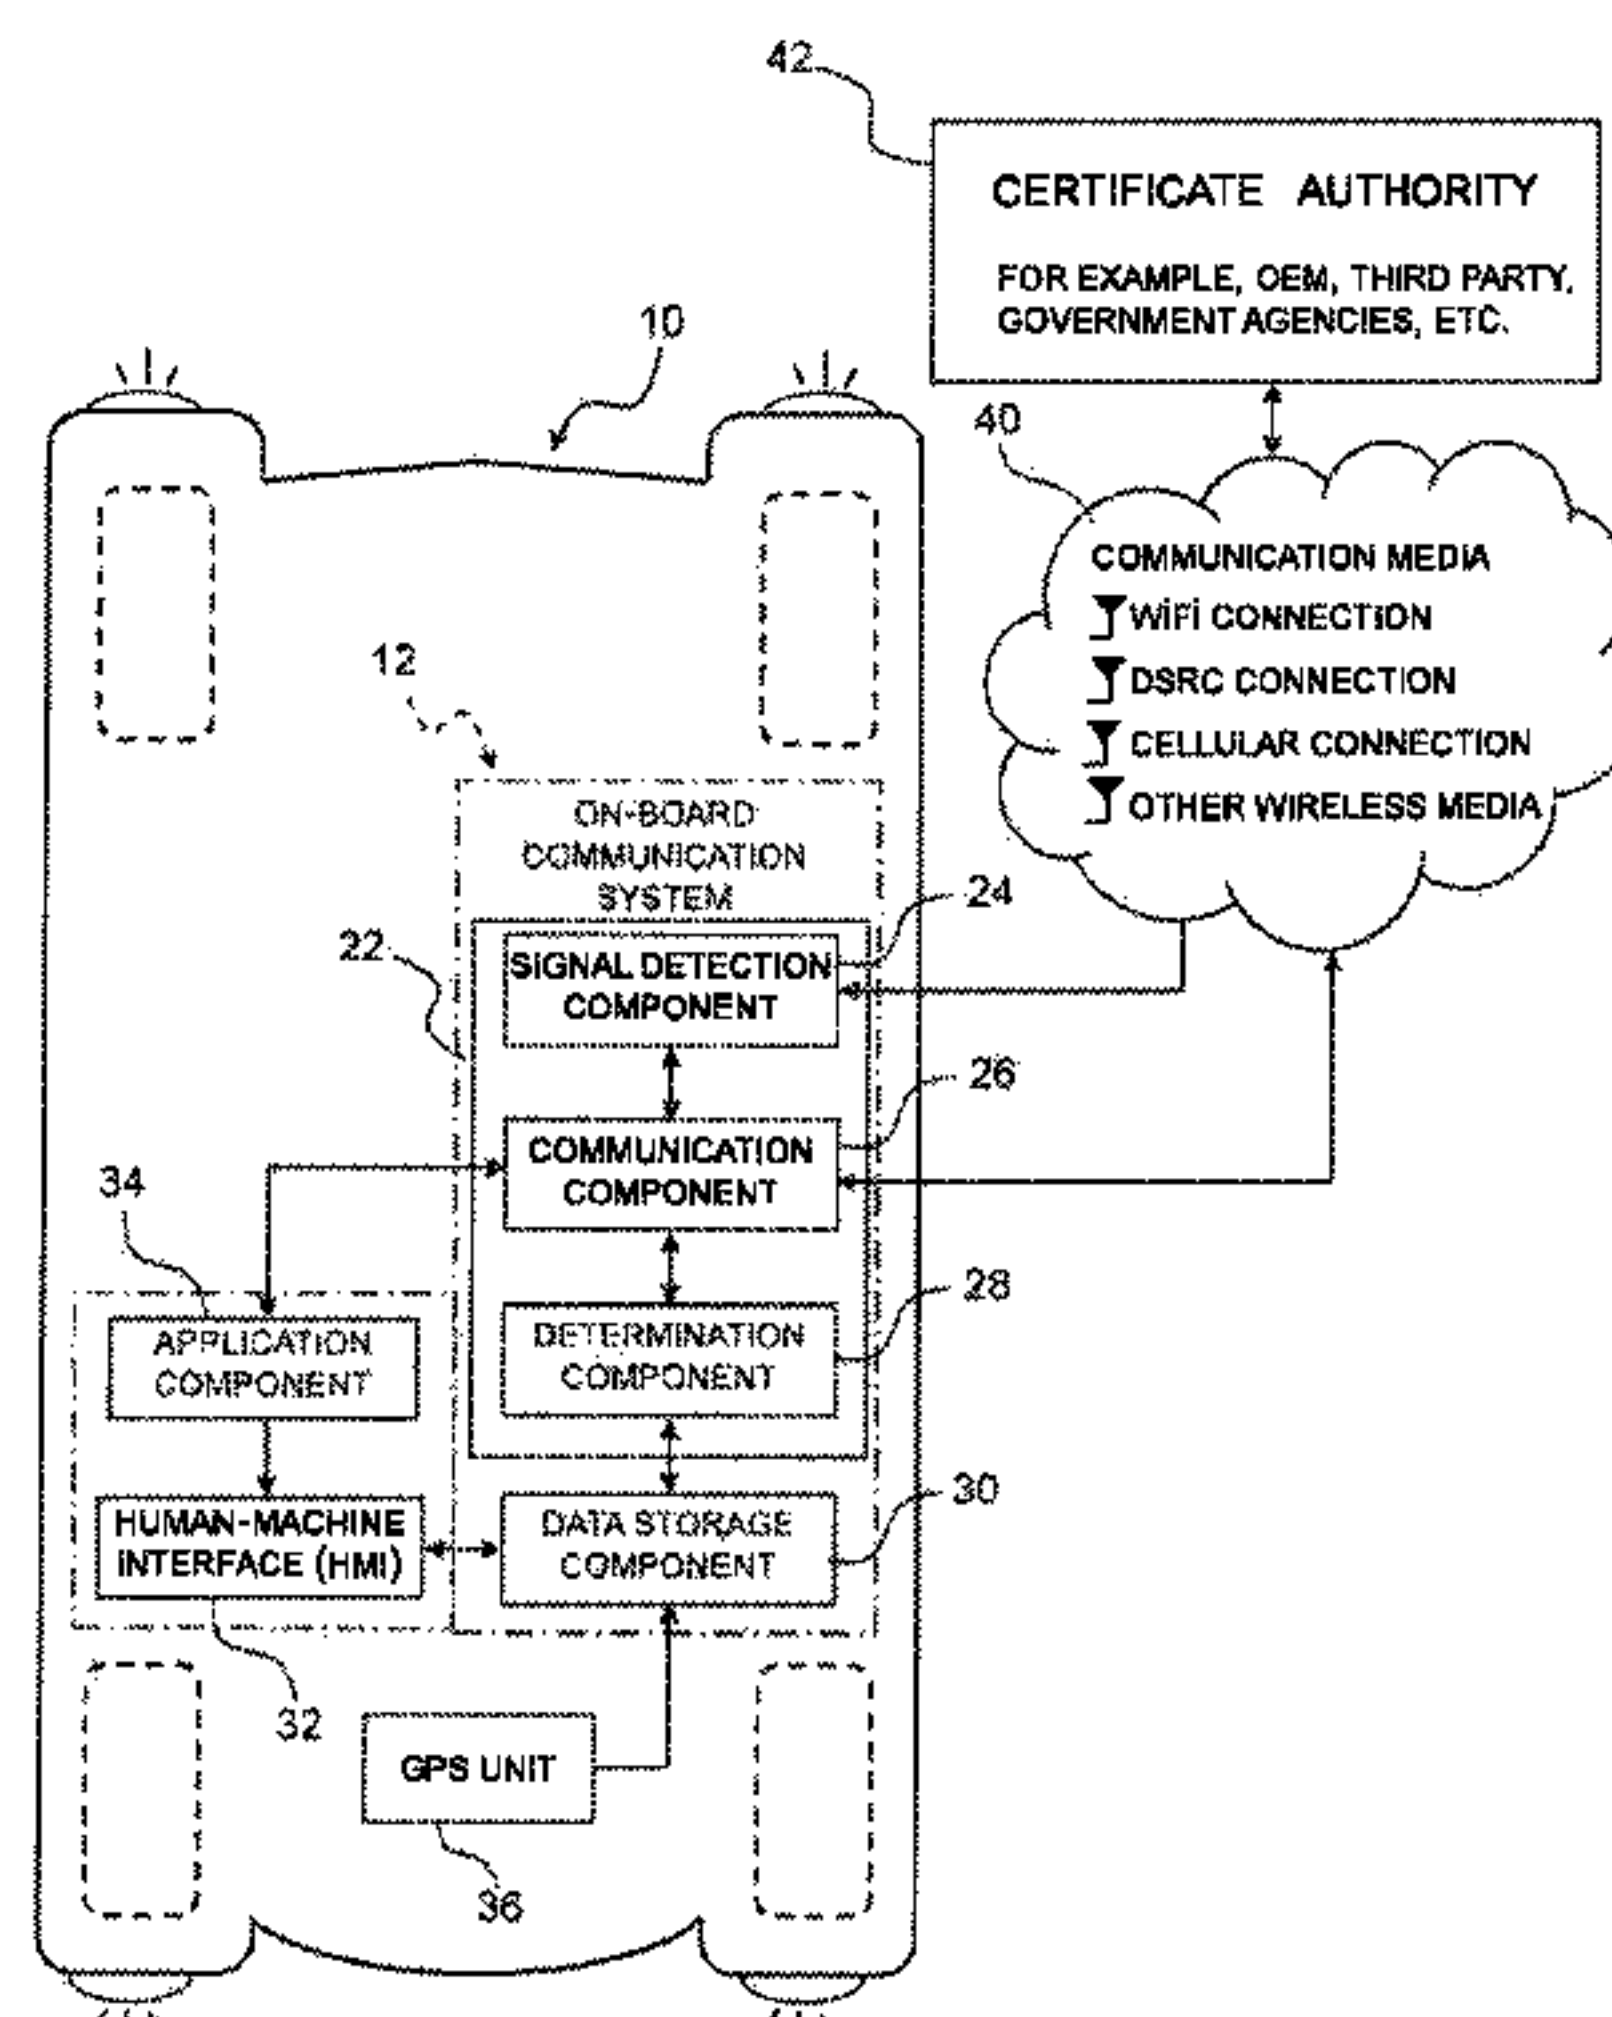 42
CERTIFICATE AUTHORITY
FOR EXAMPLE, OEM, THIRD PARTY,
GOVERNMENT AGENCIES, ETC.
10
40
COMMUNICATION MEDIA
WiFi CONNECTION
DSRC CONNECTION
CELLULAR CONNECTION
OTHER WIRELESS MEDIA
12
ON-BOARD
COMMUNICATION
SYSTEM
24
22
SIGNAL DETECTION
COMPONENT
26
COMMUNICATION
COMPONENT
34
28
DETERMINATION
COMPONENT
APPLICATION
COMPONENT
30
HUMAN-MACHINE
INTERFACE (HMI)
DATA STORAGE
COMPONENT
32
GPS UNIT
36